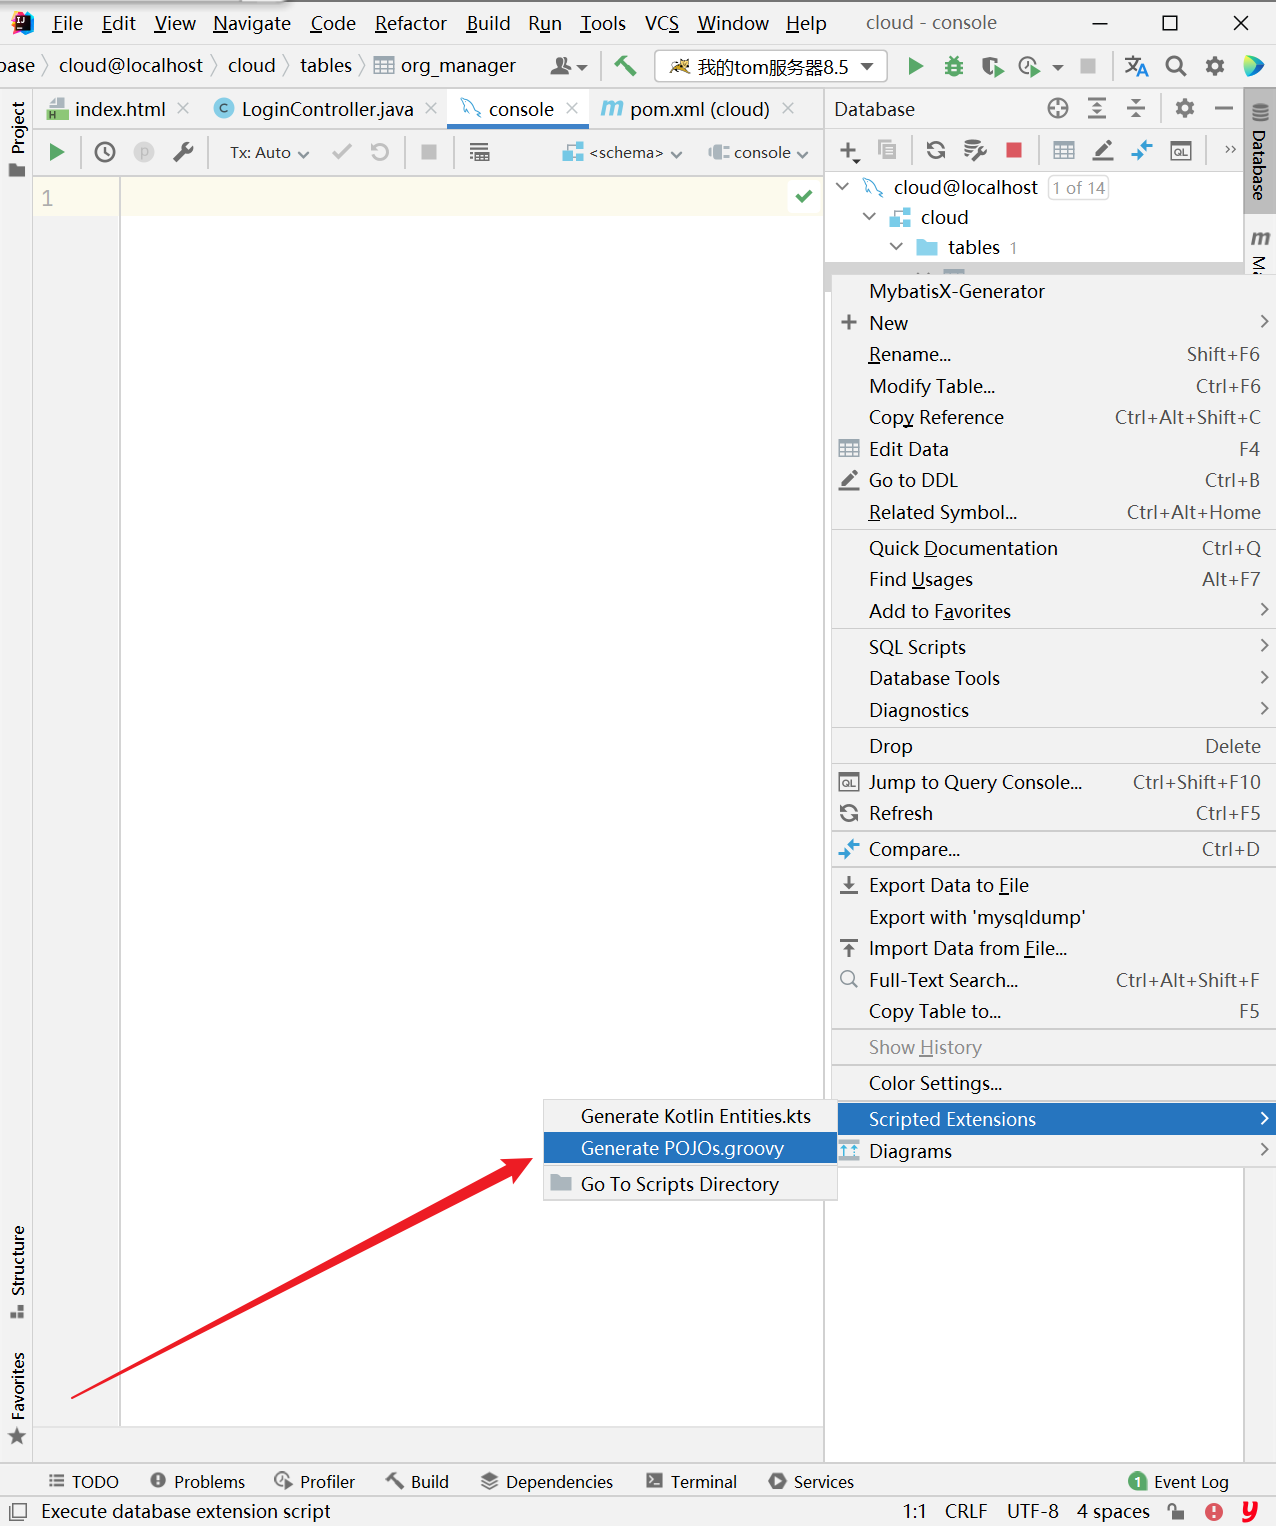 File Edit View Navigate Code Refactor Build Run Tools VCS Window Help cloud - console
base cloud@localhost cloud tables org_manager 我的tom服务器8.5
index.html LoginController.java console pom.xml (cloud) Database
Tx: Auto <schema> console
1
cloud@localhost 1 of 14
cloud
tables 1
Project
Database
MybatisX-Generator
New
Rename... Shift+F6
Modify Table... Ctrl+F6
Copy Reference Ctrl+Alt+Shift+C
Edit Data F4
Go to DDL Ctrl+B
Related Symbol... Ctrl+Alt+Home
Quick Documentation Ctrl+Q
Find Usages Alt+F7
Add to Favorites
SQL Scripts
Database Tools
Diagnostics
Drop Delete
Jump to Query Console... Ctrl+Shift+F10
Refresh Ctrl+F5
Compare... Ctrl+D
Export Data to File
Export with 'mysqldump'
Import Data from File...
Full-Text Search... Ctrl+Alt+Shift+F
Copy Table to... F5
Show History
Color Settings...
Scripted Extensions
Diagrams
Generate Kotlin Entities.kts
Generate POJOs.groovy
Go To Scripts Directory
Structure
Favorites
TODO Problems Profiler Build Dependencies Terminal Services 1 Event Log
Execute database extension script 1:1 CRLF UTF-8 4 spaces